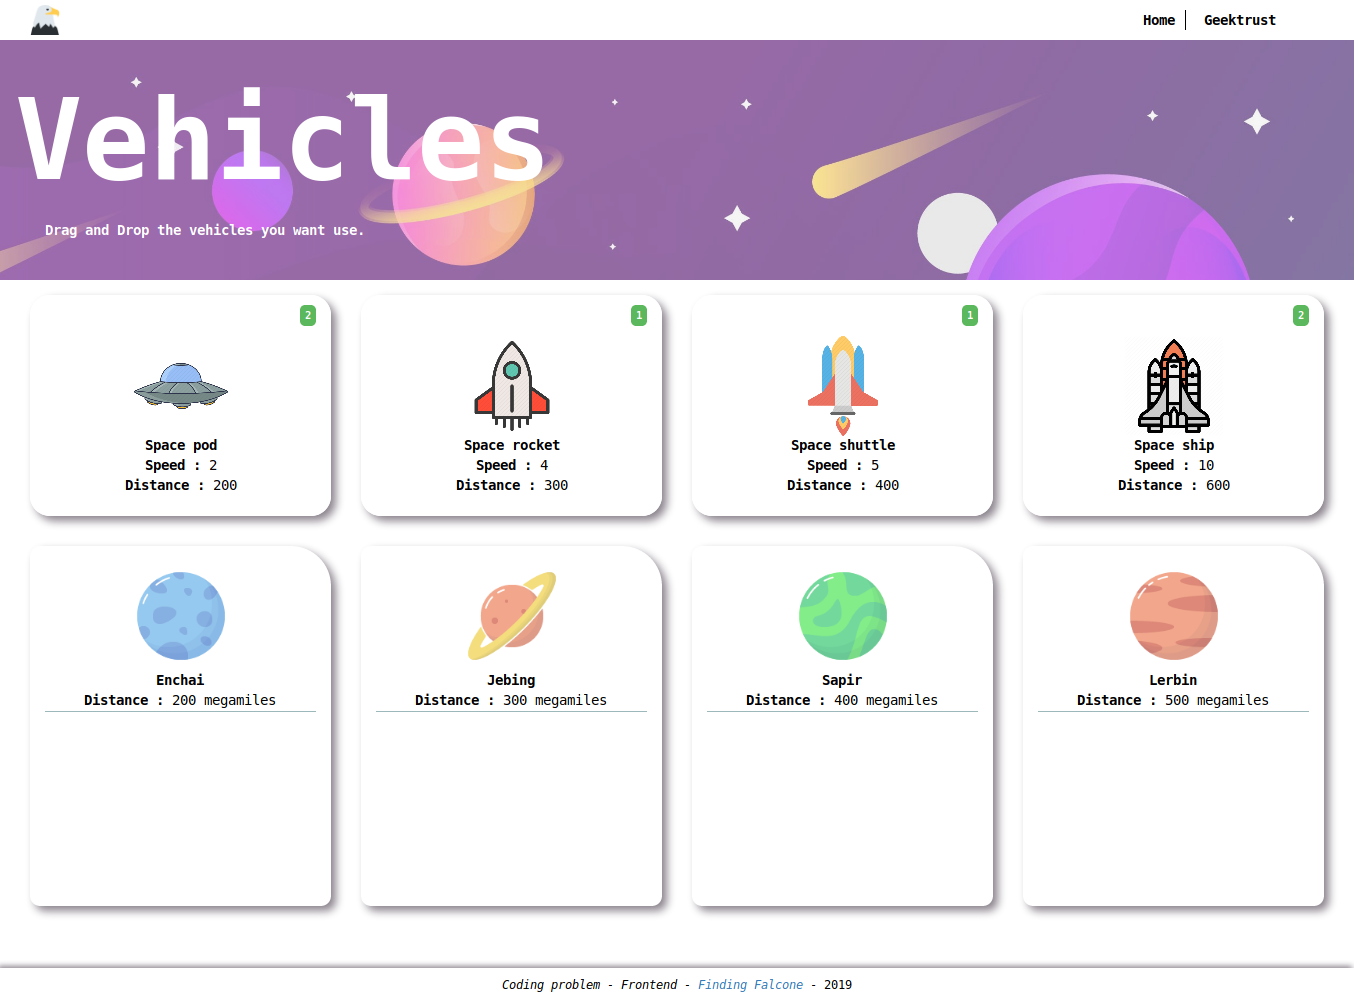 Home
Geektrust
Vehicles
Drag and Drop the vehicles you want use.
2
Space pod
Speed : 2
Distance : 200
1
Space rocket
Speed : 4
Distance : 300
1
Space shuttle
Speed : 5
Distance : 400
2
Space ship
Speed : 10
Distance : 600
Enchai
Distance : 200 megamiles
Jebing
Distance : 300 megamiles
Sapir
Distance : 400 megamiles
Lerbin
Distance : 500 megamiles
Coding problem - Frontend - Finding Falcone - 2019